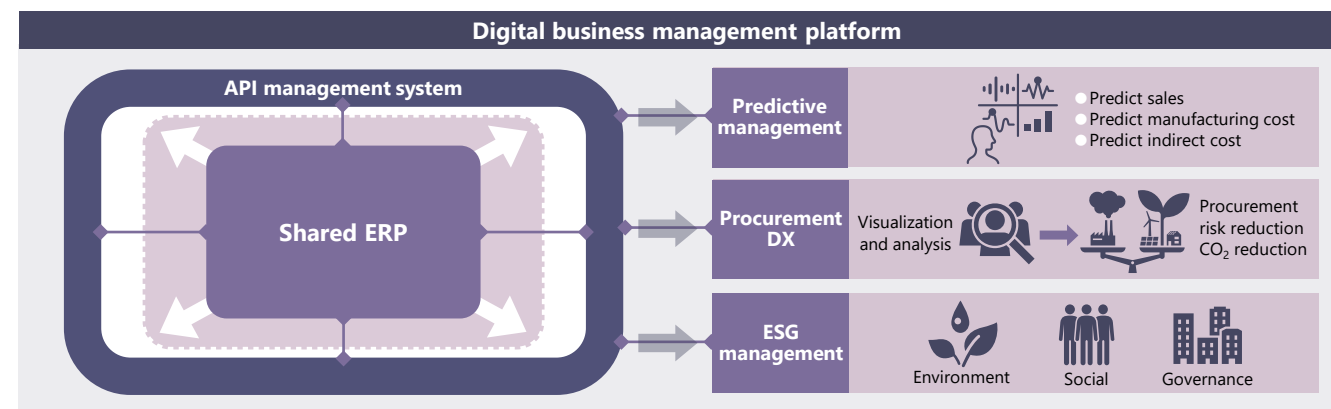 Digital business management platform
API management system
Shared ERP
Predictive
management
Predict sales
Predict manufacturing cost
Predict indirect cost
Procurement
DX
Visualization
and analysis
Procurement
risk reduction
CO₂ reduction
ESG
management
Environment
Social
Governance